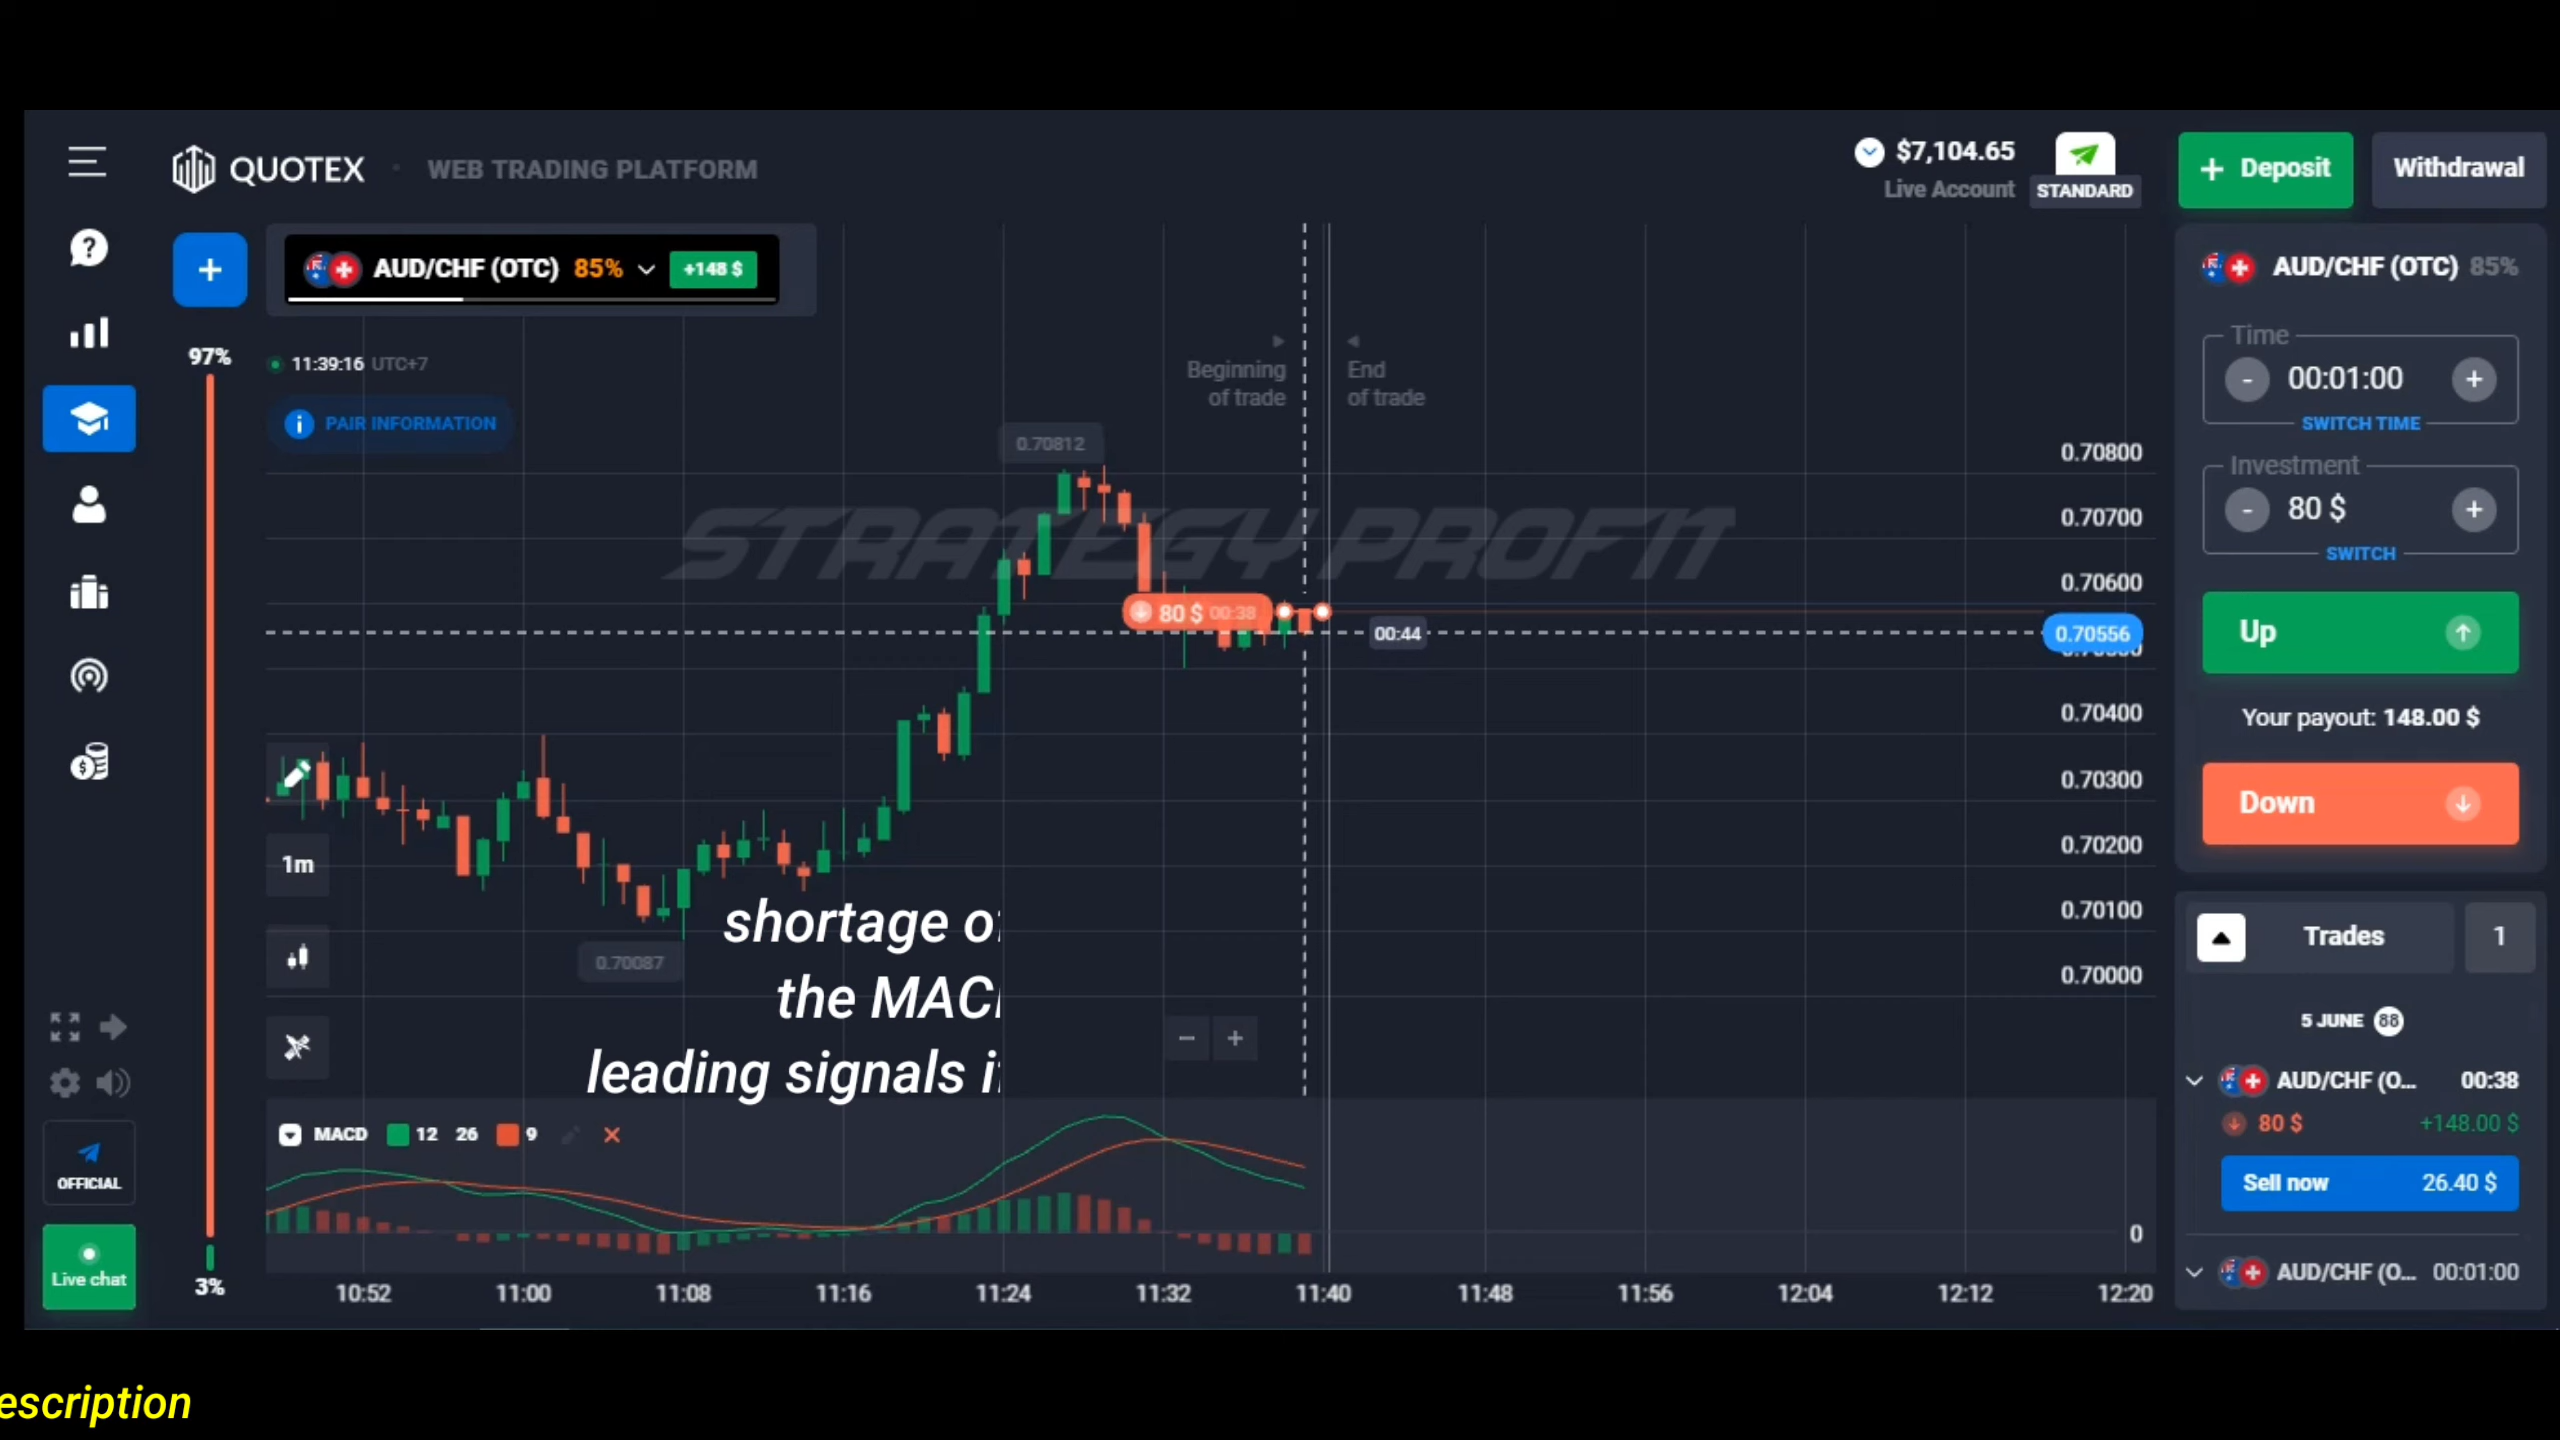 QUOTEX
WEB TRADING PLATFORM
$7,104.65
Live Account
STANDARD
+ Deposit
Withdrawal
AUD/CHF (OTC) 85%
+148 $
97%
11:39:16 UTC+7
PAIR INFORMATION
Beginning
of trade
End
of trade
0.70812
STRATEGY PROFIT
80 $ 00:38
00:44
0.70800
0.70700
0.70600
0.70556
0.70400
0.70300
0.70200
0.70100
0.70000
1m
0.70087
shortage of
the MAC
leading signals i
MACD 12 26 9
0
3%
10:52 11:00 11:08 11:16 11:24 11:32 11:40 11:48 11:56 12:04 12:12 12:20
OFFICIAL
Live chat
AUD/CHF (OTC) 85%
Time
- 00:01:00 +
SWITCH TIME
Investment
- 80 $ +
SWITCH
Up
Your payout: 148.00 $
Down
Trades 1
5 JUNE 88
AUD/CHF (O... 00:38
80 $ +148.00 $
Sell now 26.40 $
AUD/CHF (O... 00:01:00
escription